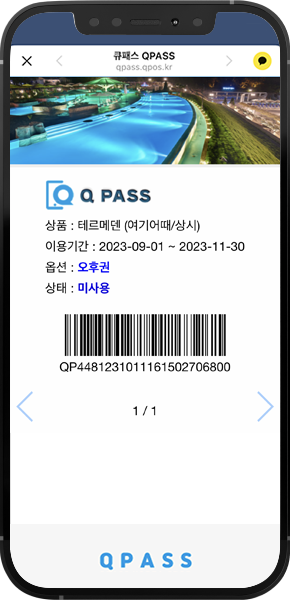 큐패스 QPASS
qpass.qpos.kr
Q PASS
상품 : 테르메덴 (여기어때/상시)
이용기간 : 2023-09-01 ~ 2023-11-30
옵션 : 오후권
상태 : 미사용
QP4481231011161502706800
1 / 1
QPASS